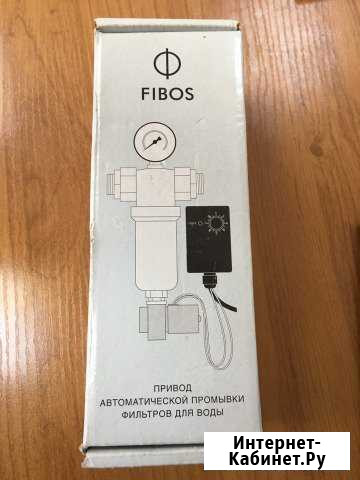 FIBOS
ПРИВОД
АВТОМАТИЧЕСКОЙ ПРОМЫВКИ
ФИЛЬТРОВ ДЛЯ ВОДЫ
Интернет-
Кабинет.Ру